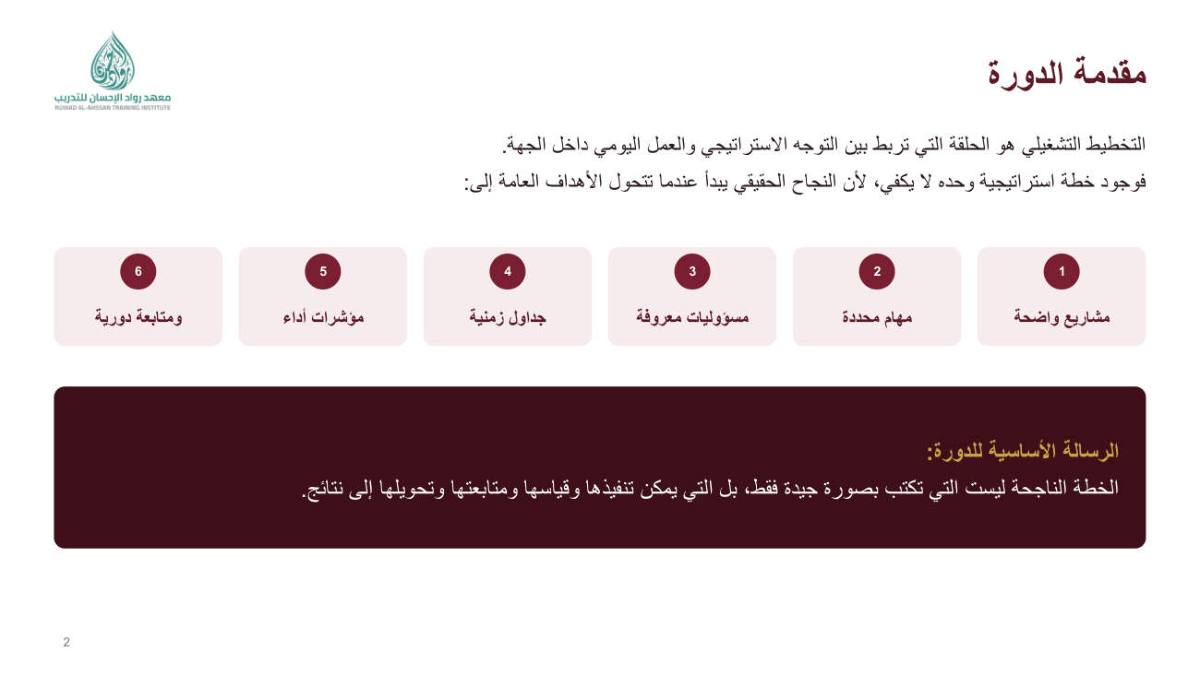 معهد رواد الإحسان للتدريب
RUWAD AL-AHSSAN TRAINING INSTITUTE
مقدمة الدورة
التخطيط التشغيلي هو الحلقة التي تربط بين التوجه الاستراتيجي والعمل اليومي داخل الجهة.
فوجود خطة استراتيجية وحده لا يكفي، لأن النجاح الحقيقي يبدأ عندما تتحول الأهداف العامة إلى:
1
مشاريع واضحة
2
مهام محددة
3
مسؤوليات معروفة
4
جداول زمنية
5
مؤشرات أداء
6
ومتابعة دورية
الرسالة الأساسية للدورة:
الخطة الناجحة ليست التي تكتب بصورة جيدة فقط، بل التي يمكن تنفيذها وقياسها ومتابعتها وتحويلها إلى نتائج.
2